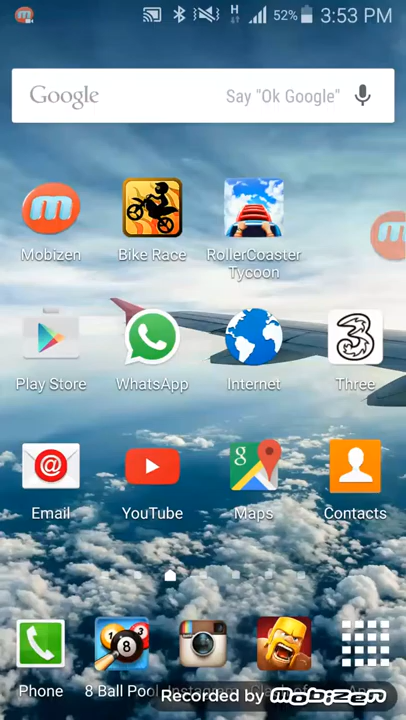 H
52%
3:53 PM
Google
Say "Ok Google"
Mobizen
Bike Race
RollerCoaster
Tycoon
Play Store
WhatsApp
Internet
Three
Email
YouTube
Maps
Contacts
Phone
8 Ball Pool
Recorded by mobizen